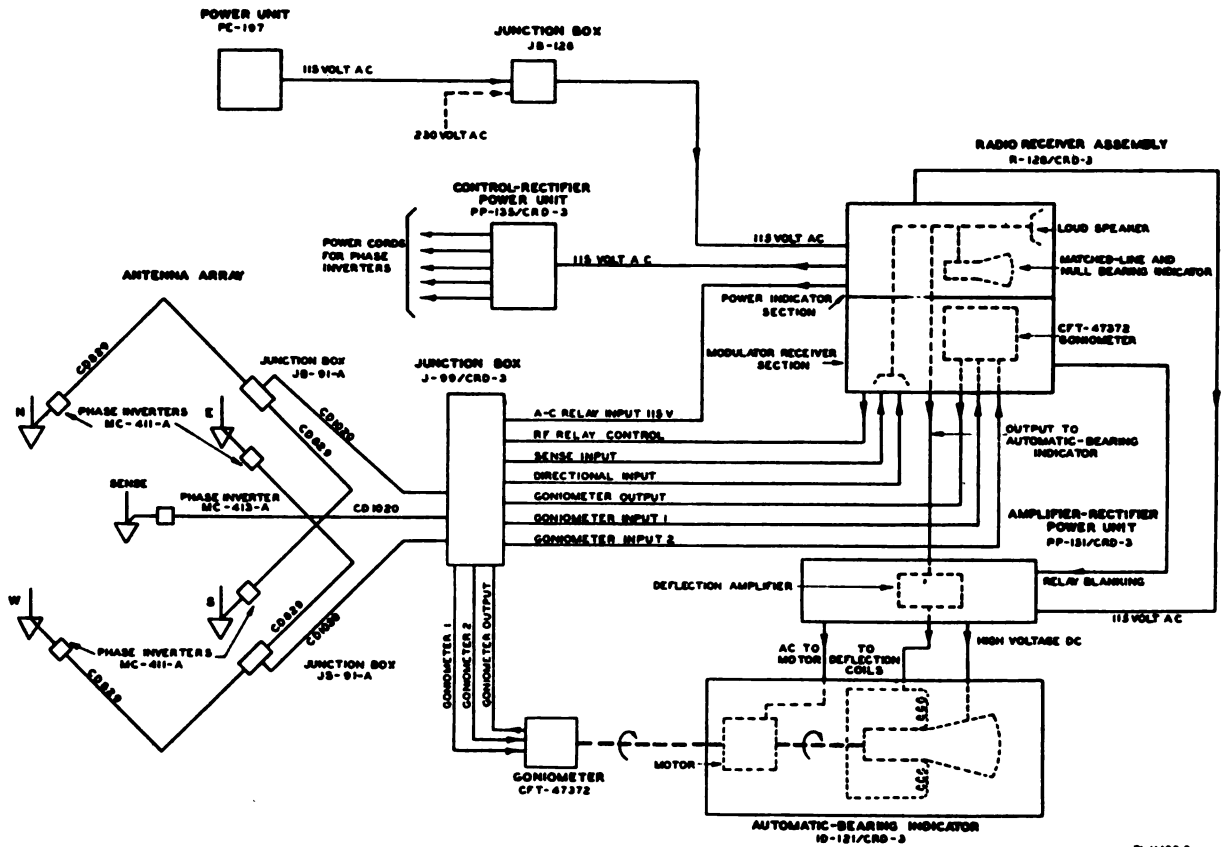 POWER UNIT
PE-197
JUNCTION BOX
JB-126
115 VOLT AC
230 VOLT AC
RADIO RECEIVER ASSEMBLY
R-128/CRD-3
CONTROL-RECTIFIER
POWER UNIT
PP-135/CRD-3
POWER CORDS
FOR PHASE
INVERTERS
115 VOLT AC
115 VOLT A C
LOUD SPEAKER
MATCHED-LINE AND
NULL BEARING INDICATOR
POWER INDICATOR
SECTION
CFT-47372
GONIOMETER
MODULATOR RECEIVER
SECTION
ANTENNA ARRAY
JUNCTION BOX
JB-91-A
JUNCTION BOX
J-99/CRD-3
CD829
N
PHASE INVERTERS
MC-411-A
E
CD829
CD1020
SENSE
PHASE INVERTER
MC-413-A
CD1020
W
S
PHASE INVERTERS
MC-411-A
CD829
CD829
JUNCTION BOX
JB-91-A
A-C RELAY INPUT 115 V
RF RELAY CONTROL
SENSE INPUT
DIRECTIONAL INPUT
GONIOMETER OUTPUT
GONIOMETER INPUT 1
GONIOMETER INPUT 2
OUTPUT TO
AUTOMATIC-BEARING
INDICATOR
AMPLIFIER-RECTIFIER
POWER UNIT
PP-131/CRD-3
RELAY BLANKING
DEFLECTION AMPLIFIER
115 VOLT AC
GONIOMETER 1
GONIOMETER 2
GONIOMETER OUTPUT
AC TO
MOTOR
TO
DEFLECTION
COILS
HIGH VOLTAGE DC
MOTOR
GONIOMETER
CFT-47372
AUTOMATIC-BEARING INDICATOR
ID-121/CRD-3